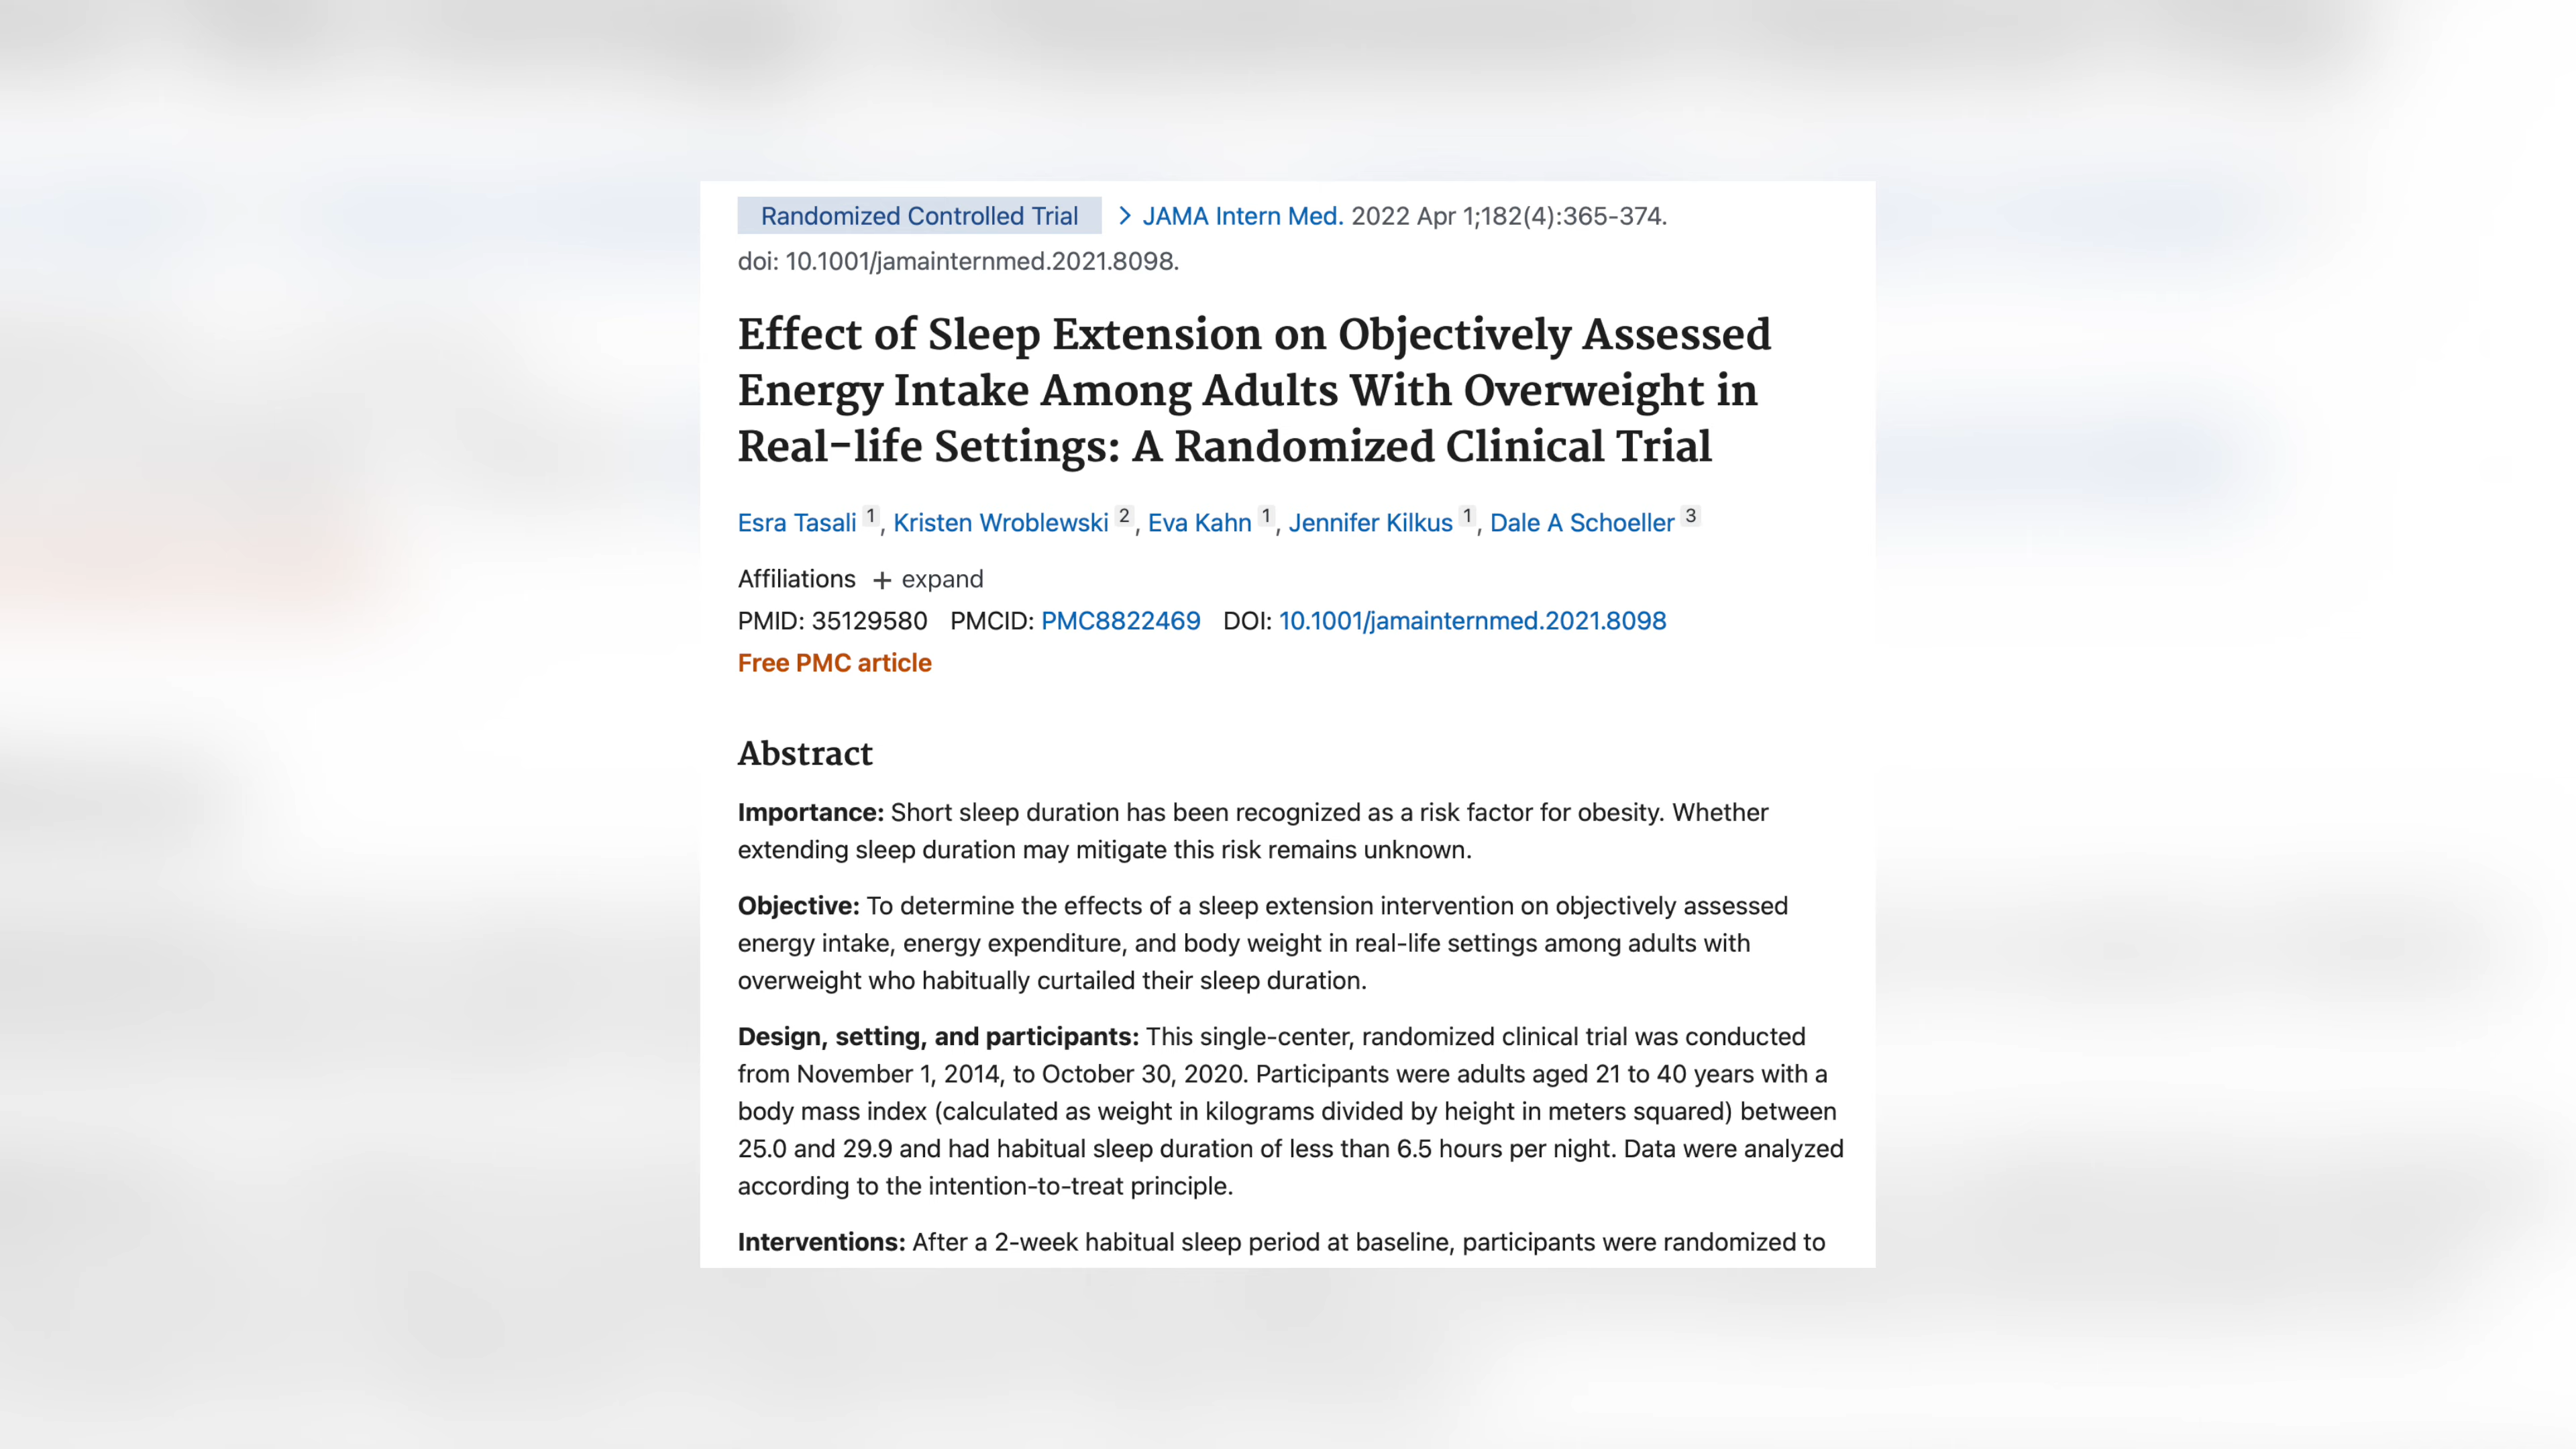 Randomized Controlled Trial > JAMA Intern Med. 2022 Apr 1;182(4):365-374.
doi: 10.1001/jamainternmed.2021.8098.
Effect of Sleep Extension on Objectively Assessed
Energy Intake Among Adults With Overweight in
Real-life Settings: A Randomized Clinical Trial
Esra Tasali 1, Kristen Wroblewski 2, Eva Kahn 1, Jennifer Kilkus 1, Dale A Schoeller 3
Affiliations + expand
PMID: 35129580 PMCID: PMC8822469 DOI: 10.1001/jamainternmed.2021.8098
Free PMC article
Abstract
Importance: Short sleep duration has been recognized as a risk factor for obesity. Whether
extending sleep duration may mitigate this risk remains unknown.
Objective: To determine the effects of a sleep extension intervention on objectively assessed
energy intake, energy expenditure, and body weight in real-life settings among adults with
overweight who habitually curtailed their sleep duration.
Design, setting, and participants: This single-center, randomized clinical trial was conducted
from November 1, 2014, to October 30, 2020. Participants were adults aged 21 to 40 years with a
body mass index (calculated as weight in kilograms divided by height in meters squared) between
25.0 and 29.9 and had habitual sleep duration of less than 6.5 hours per night. Data were analyzed
according to the intention-to-treat principle.
Interventions: After a 2-week habitual sleep period at baseline, participants were randomized to